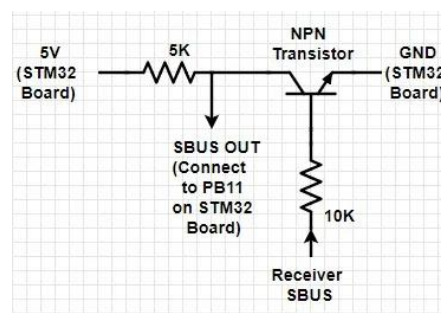 5V
(STM32
Board)
5K
NPN
Transistor
GND
(STM32
Board)
SBUS OUT
(Connect
to PB11
on STM32
Board)
10K
Receiver
SBUS